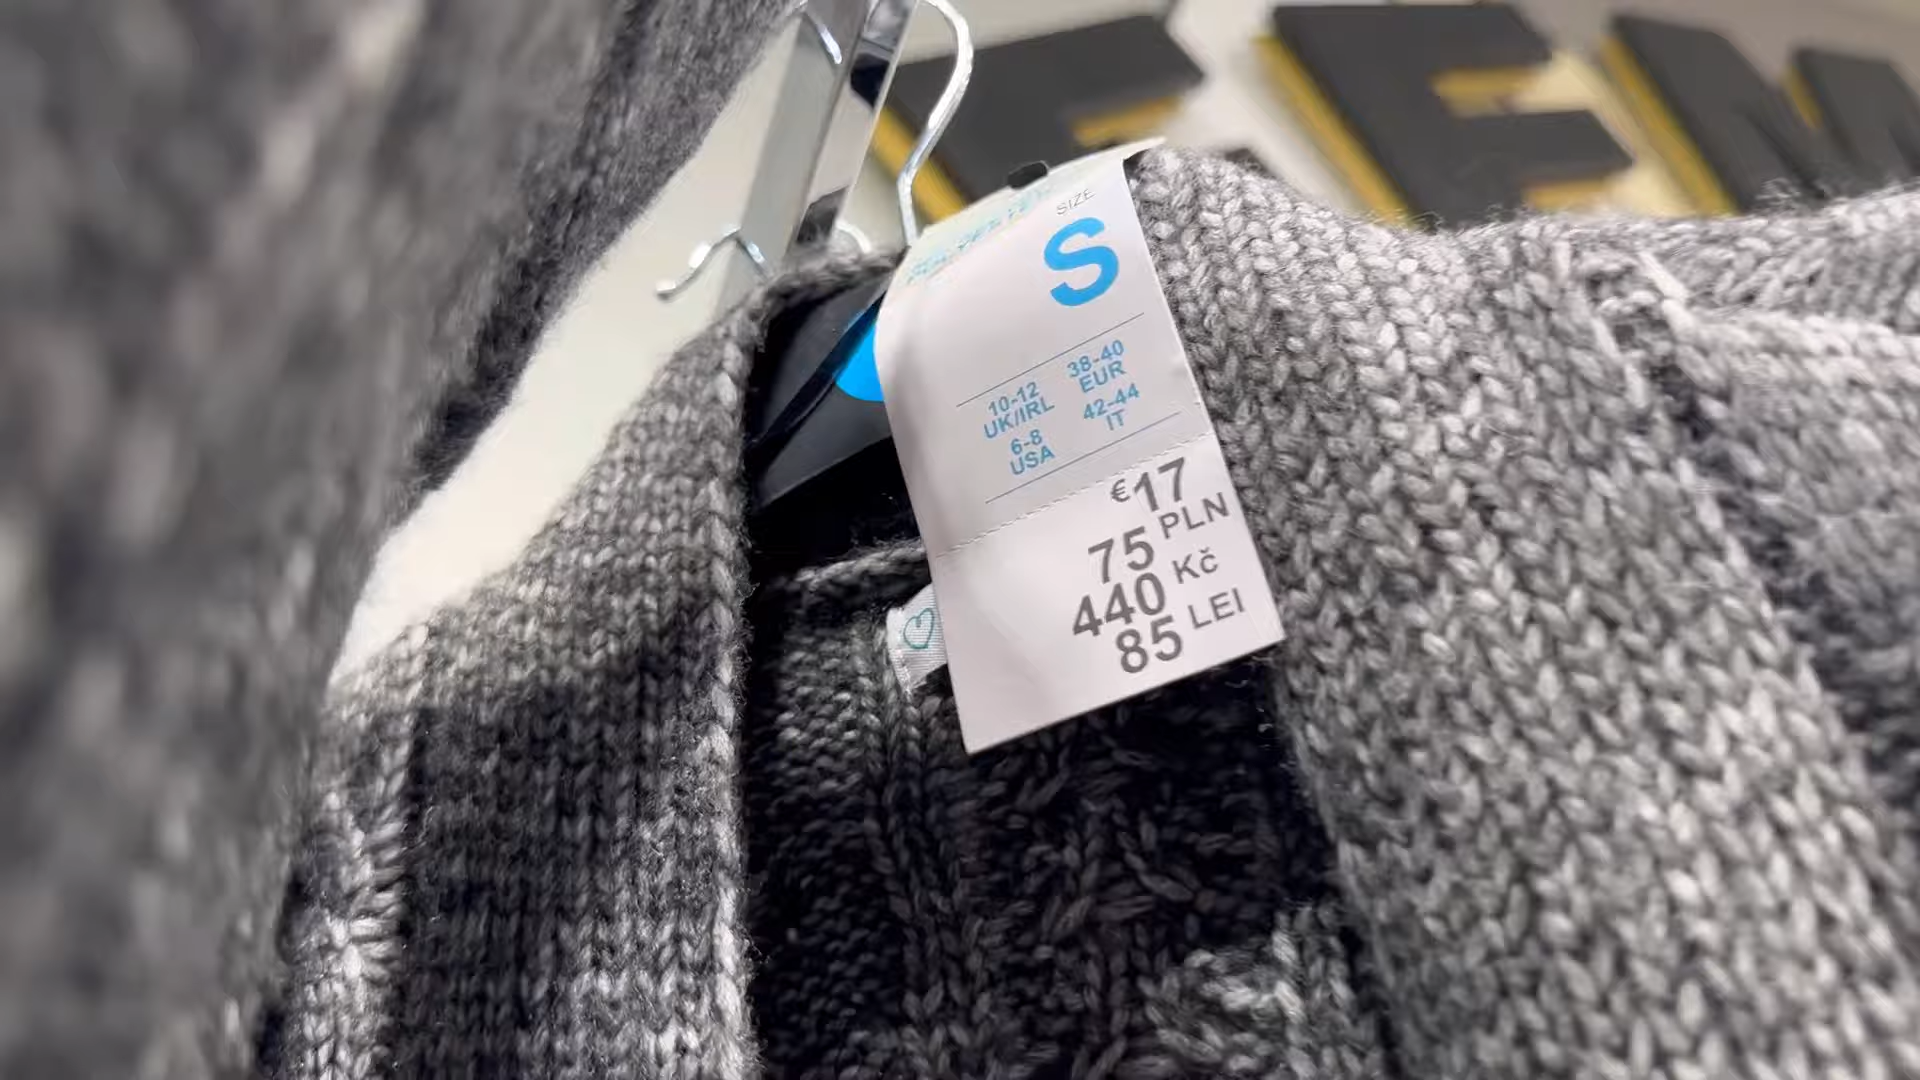 SIZE
S
10-12
UK/IRL
38-40
EUR
6-8
USA
42-44
IT
€17
75 PLN
440 Kč
85 LEI